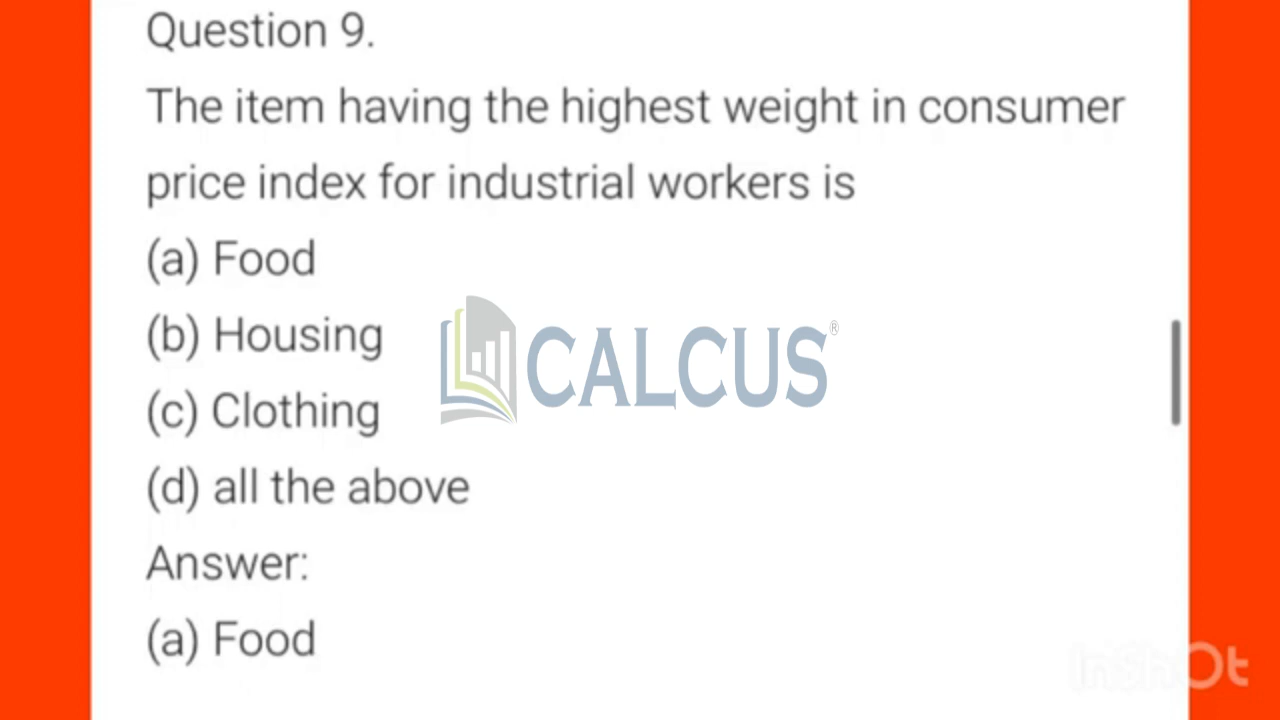 Question 9.
The item having the highest weight in consumer
price index for industrial workers is
(a) Food
(b) Housing
CALCUS®
(c) Clothing
(d) all the above
Answer:
(a) Food
InShOt